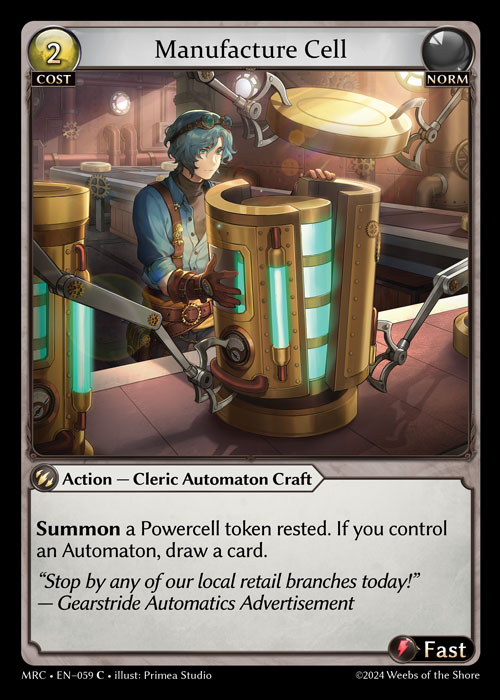 2
Manufacture Cell
COST
NORM
Action — Cleric Automaton Craft
Summon a Powercell token rested. If you control
an Automaton, draw a card.
“Stop by any of our local retail branches today!”
— Gearstride Automatics Advertisement
Fast
MRC • EN–059 C • illust: Primea Studio
©2024 Weebs of the Shore